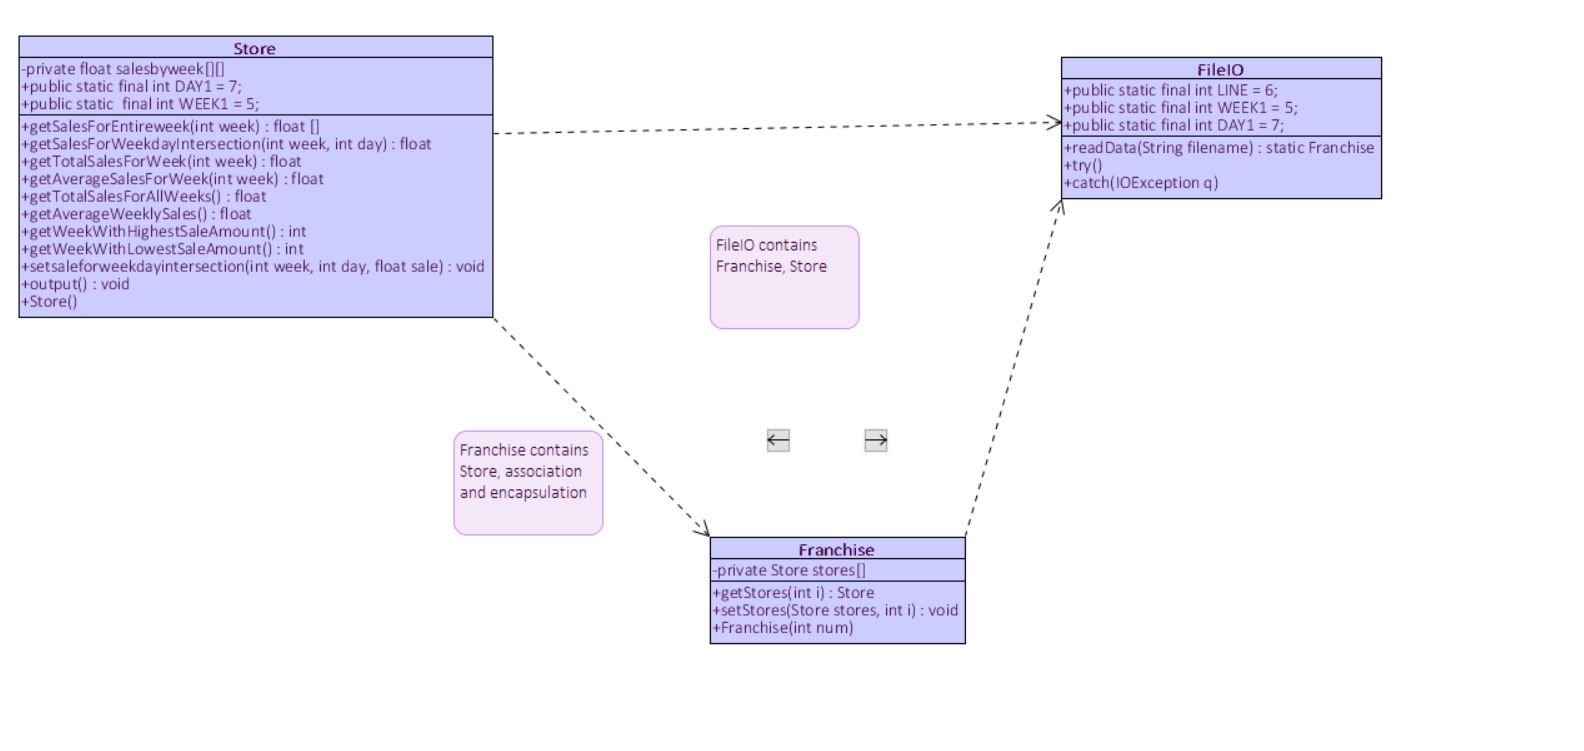 Store
-private float salesbyweek[][]
+public static final int DAY1 = 7;
+public static  final int WEEK1 = 5;
+getSalesForEntireweek(int week) : float []
+getSalesForWeekdayIntersection(int week, int day) : float
+getTotalSalesForWeek(int week) : float
+getAverageSalesForWeek(int week) : float
+getTotalSalesForAllWeeks() : float
+getAverageWeeklySales() : float
+getWeekWithHighestSaleAmount() : int
+getWeekWithLowestSaleAmount() : int
+setsaleforweekdayintersection(int week, int day, float sale) : void
+output() : void
+Store()
FileIO
+public static final int LINE = 6;
+public static final int WEEK1 = 5;
+public static final int DAY1 = 7;
+readData(String filename) : static Franchise
+try()
+catch(IOException q)
FileIO contains
Franchise, Store
Franchise contains
Store, association
and encapsulation
Franchise
-private Store stores[]
+getStores(int i) : Store
+setStores(Store stores, int i) : void
+Franchise(int num)